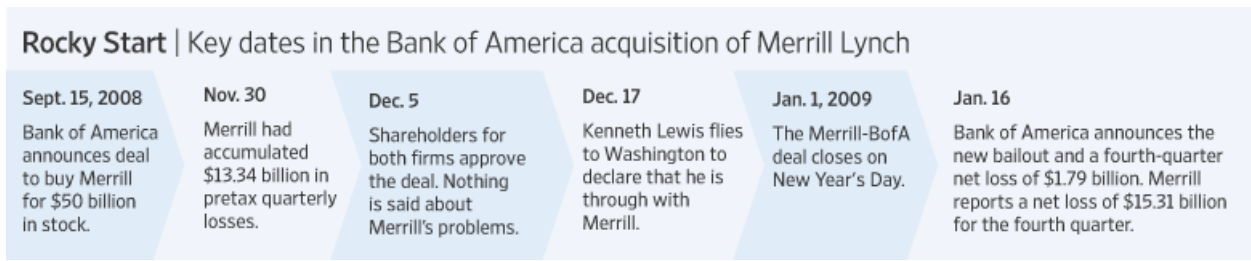 Rocky Start | Key dates in the Bank of America acquisition of Merrill Lynch
Sept. 15, 2008
Bank of America
announces deal
to buy Merrill
for $50 billion
in stock.
Nov. 30
Merrill had
accumulated
$13.34 billion in
pretax quarterly
losses.
Dec. 5
Shareholders for
both firms approve
the deal. Nothing
is said about
Merrill's problems.
Dec. 17
Kenneth Lewis flies
to Washington to
declare that he is
through with
Merrill.
Jan. 1, 2009
The Merrill-BofA
deal closes on
New Year's Day.
Jan. 16
Bank of America announces the
new bailout and a fourth-quarter
net loss of $1.79 billion. Merrill
reports a net loss of $15.31 billion
for the fourth quarter.